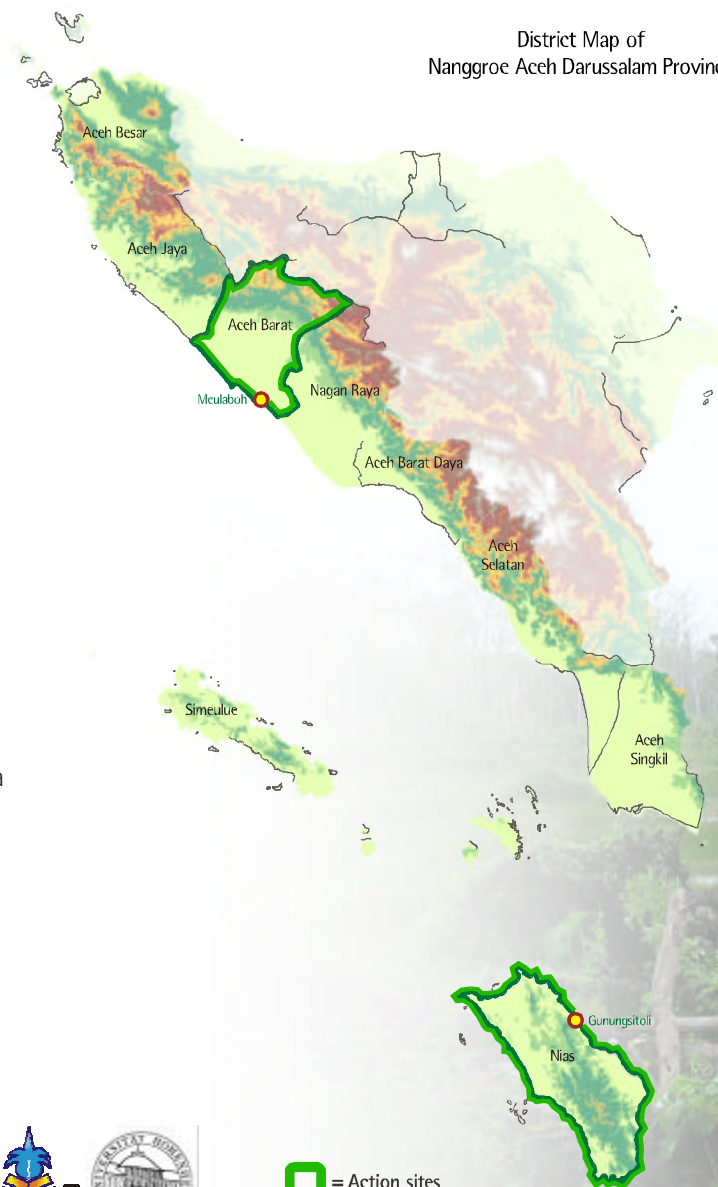 District Map of
Nanggroe Aceh Darussalam Provinc
Aceh Besar
Aceh Jaya
Aceh Barat
Meulaboh
Nagan Raya
Aceh Barat Daya
Aceh
Selatan
Simeulue
Aceh
Singkil
a
Gunungsitoli
Nias
= Action sites